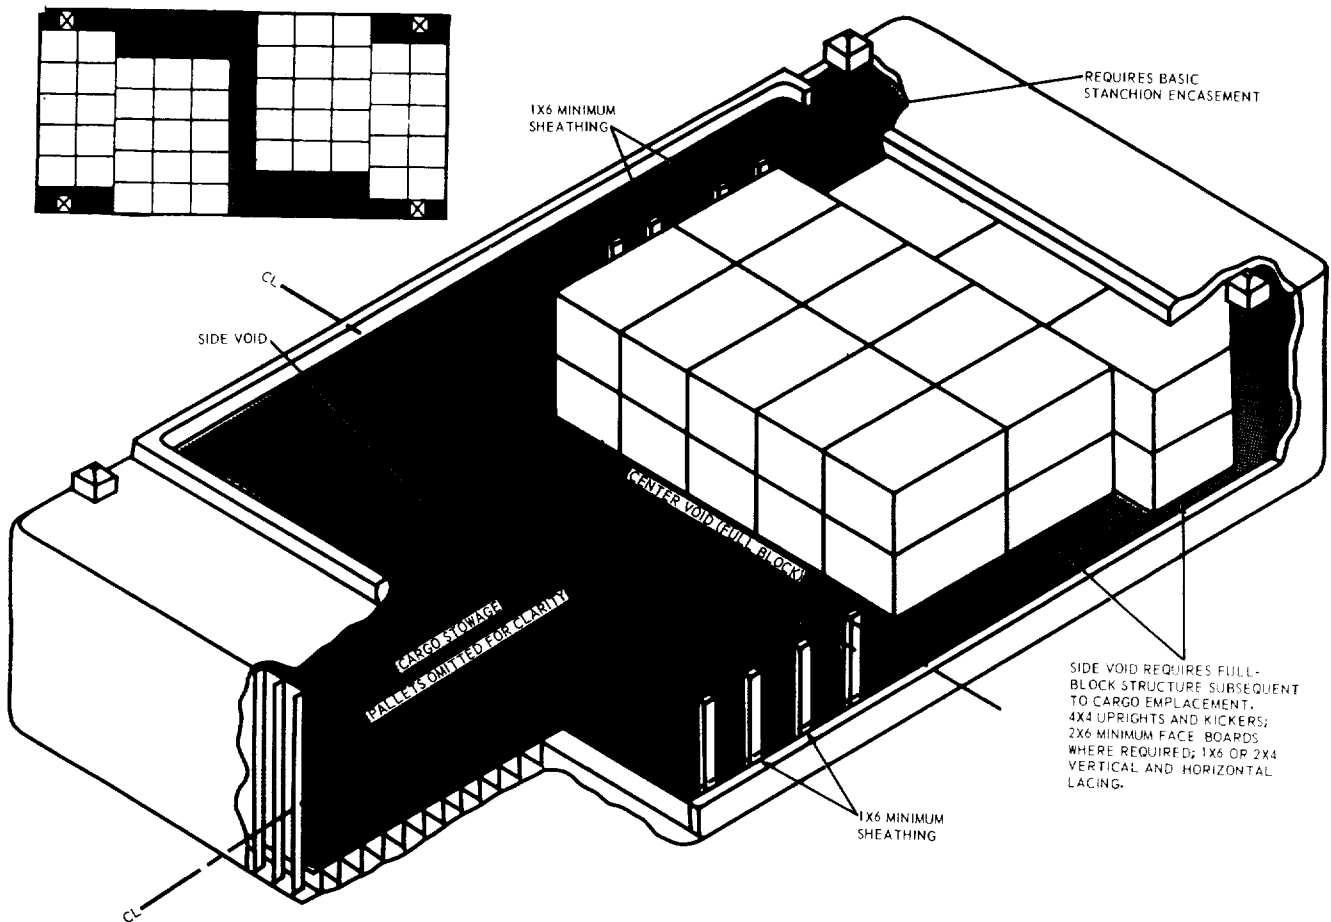 REQUIRES BASIC
STANCHION ENCASEMENT
1X6 MINIMUM
SHEATHING
CL
SIDE VOID
CENTER VOID (FULL BLOCK)
CARGO STOWAGE
PALLETS OMITTED FOR CLARITY
SIDE VOID REQUIRES FULL-
BLOCK STRUCTURE SUBSEQUENT
TO CARGO EMPLACEMENT.
4X4 UPRIGHTS AND KICKERS;
2X6 MINIMUM FACE BOARDS
WHERE REQUIRED; 1X6 OR 2X4
VERTICAL AND HORIZONTAL
LACING.
1X6 MINIMUM
SHEATHING
CL